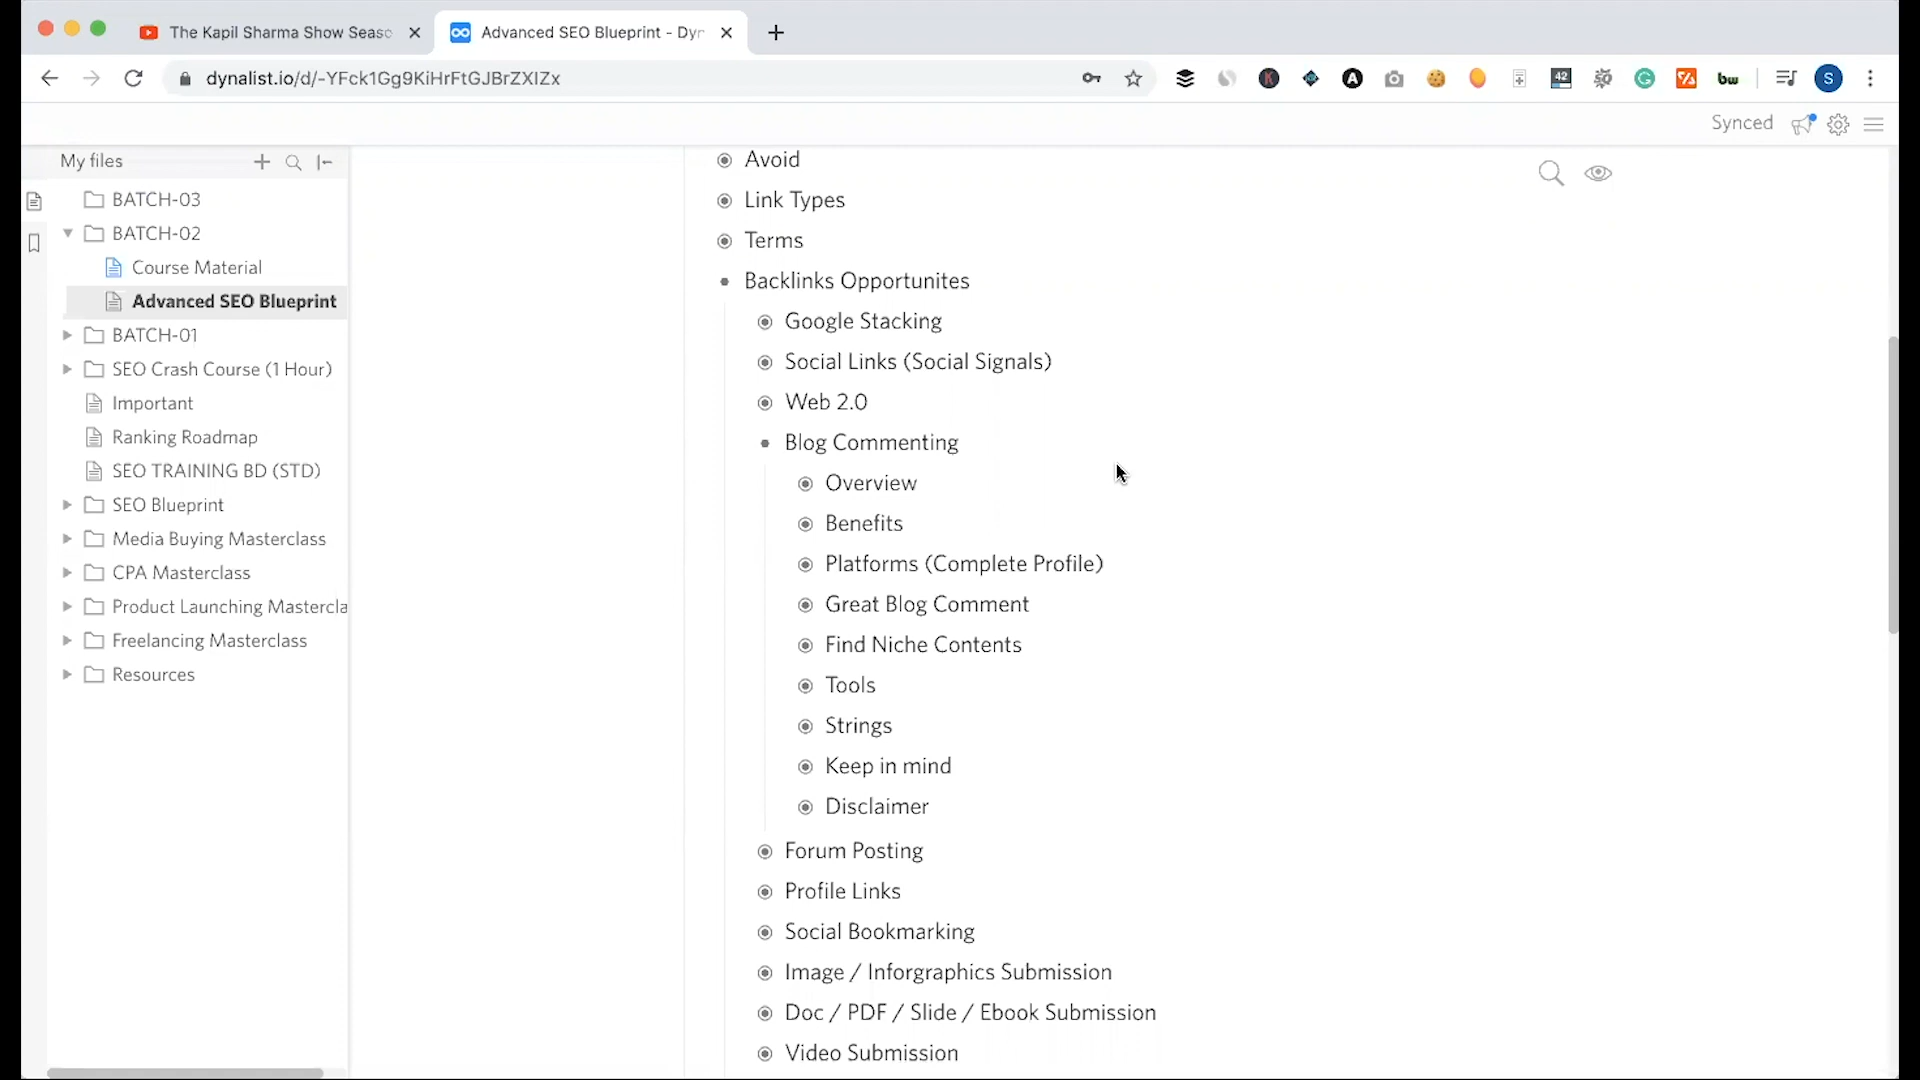 The Kapil Sharma Show Seaso
Advanced SEO Blueprint - Dyn
dynalist.io/d/-YFck1Gg9KiHrFtGJBrZXIZx
42
bw
S
Synced
My files
BATCH-03
BATCH-02
Course Material
Advanced SEO Blueprint
BATCH-01
SEO Crash Course (1 Hour)
Important
Ranking Roadmap
SEO TRAINING BD (STD)
SEO Blueprint
Media Buying Masterclass
CPA Masterclass
Product Launching Mastercla
Freelancing Masterclass
Resources
Avoid
Link Types
Terms
Backlinks Opportunites
Google Stacking
Social Links (Social Signals)
Web 2.0
Blog Commenting
Overview
Benefits
Platforms (Complete Profile)
Great Blog Comment
Find Niche Contents
Tools
Strings
Keep in mind
Disclaimer
Forum Posting
Profile Links
Social Bookmarking
Image / Inforgraphics Submission
Doc / PDF / Slide / Ebook Submission
Video Submission